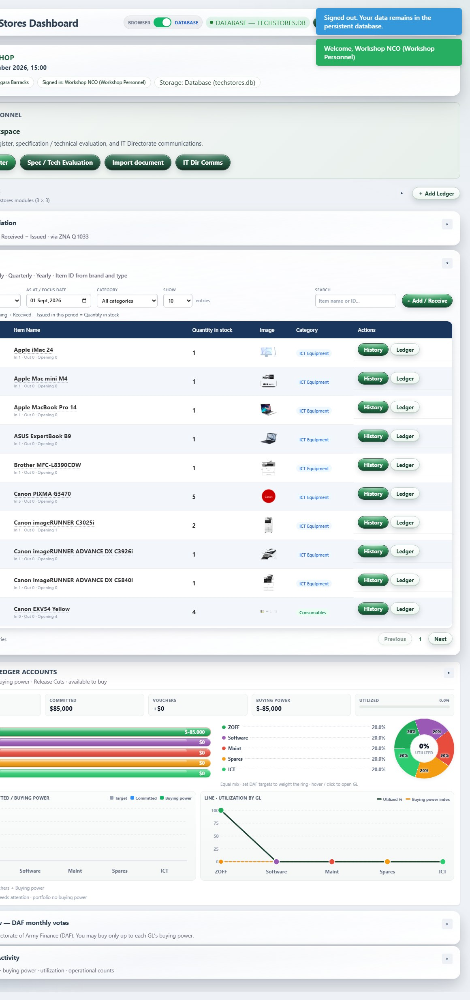 Stores Dashboard
BROWSER DATABASE
DATABASE — TECHSTORES.DB
Signed out. Your data remains in the
persistent database.
Welcome, Workshop NCO (Workshop
Personnel)
HOP
ber 2026, 15:00
gara Barracks
Signed in: Workshop NCO (Workshop Personnel)
Storage: Database (techstores.db)
ONNEL
space
gister, specification / technical evaluation, and IT Directorate communications.
ter
Spec / Tech Evaluation
Import document
IT Dir Comms
stores modules (3 × 3)
+ Add Ledger
iation
Received − Issued · via ZNA Q 1033
ly · Quarterly · Yearly · Item ID from brand and type
AS AT / FOCUS DATE
CATEGORY
SHOW
SEARCH
01 Sept,2026
All categories
10
entries
Item name or ID...
+ Add / Receive
ing + Received − Issued in this period = Quantity in stock
Item Name Quantity in stock Image Category Actions
Apple iMac 24
In 1 · Out 0 · Opening 0
1
ICT Equipment
History Ledger
Apple Mac mini M4
In 1 · Out 0 · Opening 0
1
Mini
ICT Equipment
History Ledger
Apple MacBook Pro 14
In 1 · Out 0 · Opening 0
1
ICT Equipment
History Ledger
ASUS ExpertBook B9
In 1 · Out 0 · Opening 0
1
ICT Equipment
History Ledger
Brother MFC-L8390CDW
In 1 · Out 0 · Opening 0
1
ICT Equipment
History Ledger
Canon PIXMA G3470
In 5 · Out 0 · Opening 0
5
Canon
ICT Equipment
History Ledger
Canon imageRUNNER C3025i
In 1 · Out 0 · Opening 1
2
ICT Equipment
History Ledger
Canon imageRUNNER ADVANCE DX C3926i
In 1 · Out 0 · Opening 0
1
ICT Equipment
History Ledger
Canon imageRUNNER ADVANCE DX C5840i
In 1 · Out 0 · Opening 0
1
ICT Equipment
History Ledger
Canon EXV54 Yellow
In 0 · Out 0 · Opening 4
4
Consumables
History Ledger
ries
Previous 1 Next
EDGER ACCOUNTS
uying power · Release Cuts · available to buy
COMMITTED
$85,000
VOUCHERS
+$0
BUYING POWER
$-85,000
UTILIZED 0.0%
$-85,000
$0
$0
$0
$0
ZOFF 20.0%
Software 20.0%
Maint 20.0%
Spares 20.0%
ICT 20.0%
20%
20%
20%
20%
20%
0%
UTILIZED
Equal mix · set DAF targets to weight the ring · hover / click to open GL
TED / BUYING POWER
Target Committed Buying power
Software Maint Spares ICT
LINE · UTILIZATION BY GL
Utilized % Buying power index
100
75
50
25
0
ZOFF Software Maint Spares ICT
hers + Buying power
eeds attention · portfolio no buying power
w — DAF monthly votes
ectorate of Army Finance (DAF). You may buy only up to each GL's buying power.
Activity
· buying power · utilization · operational counts